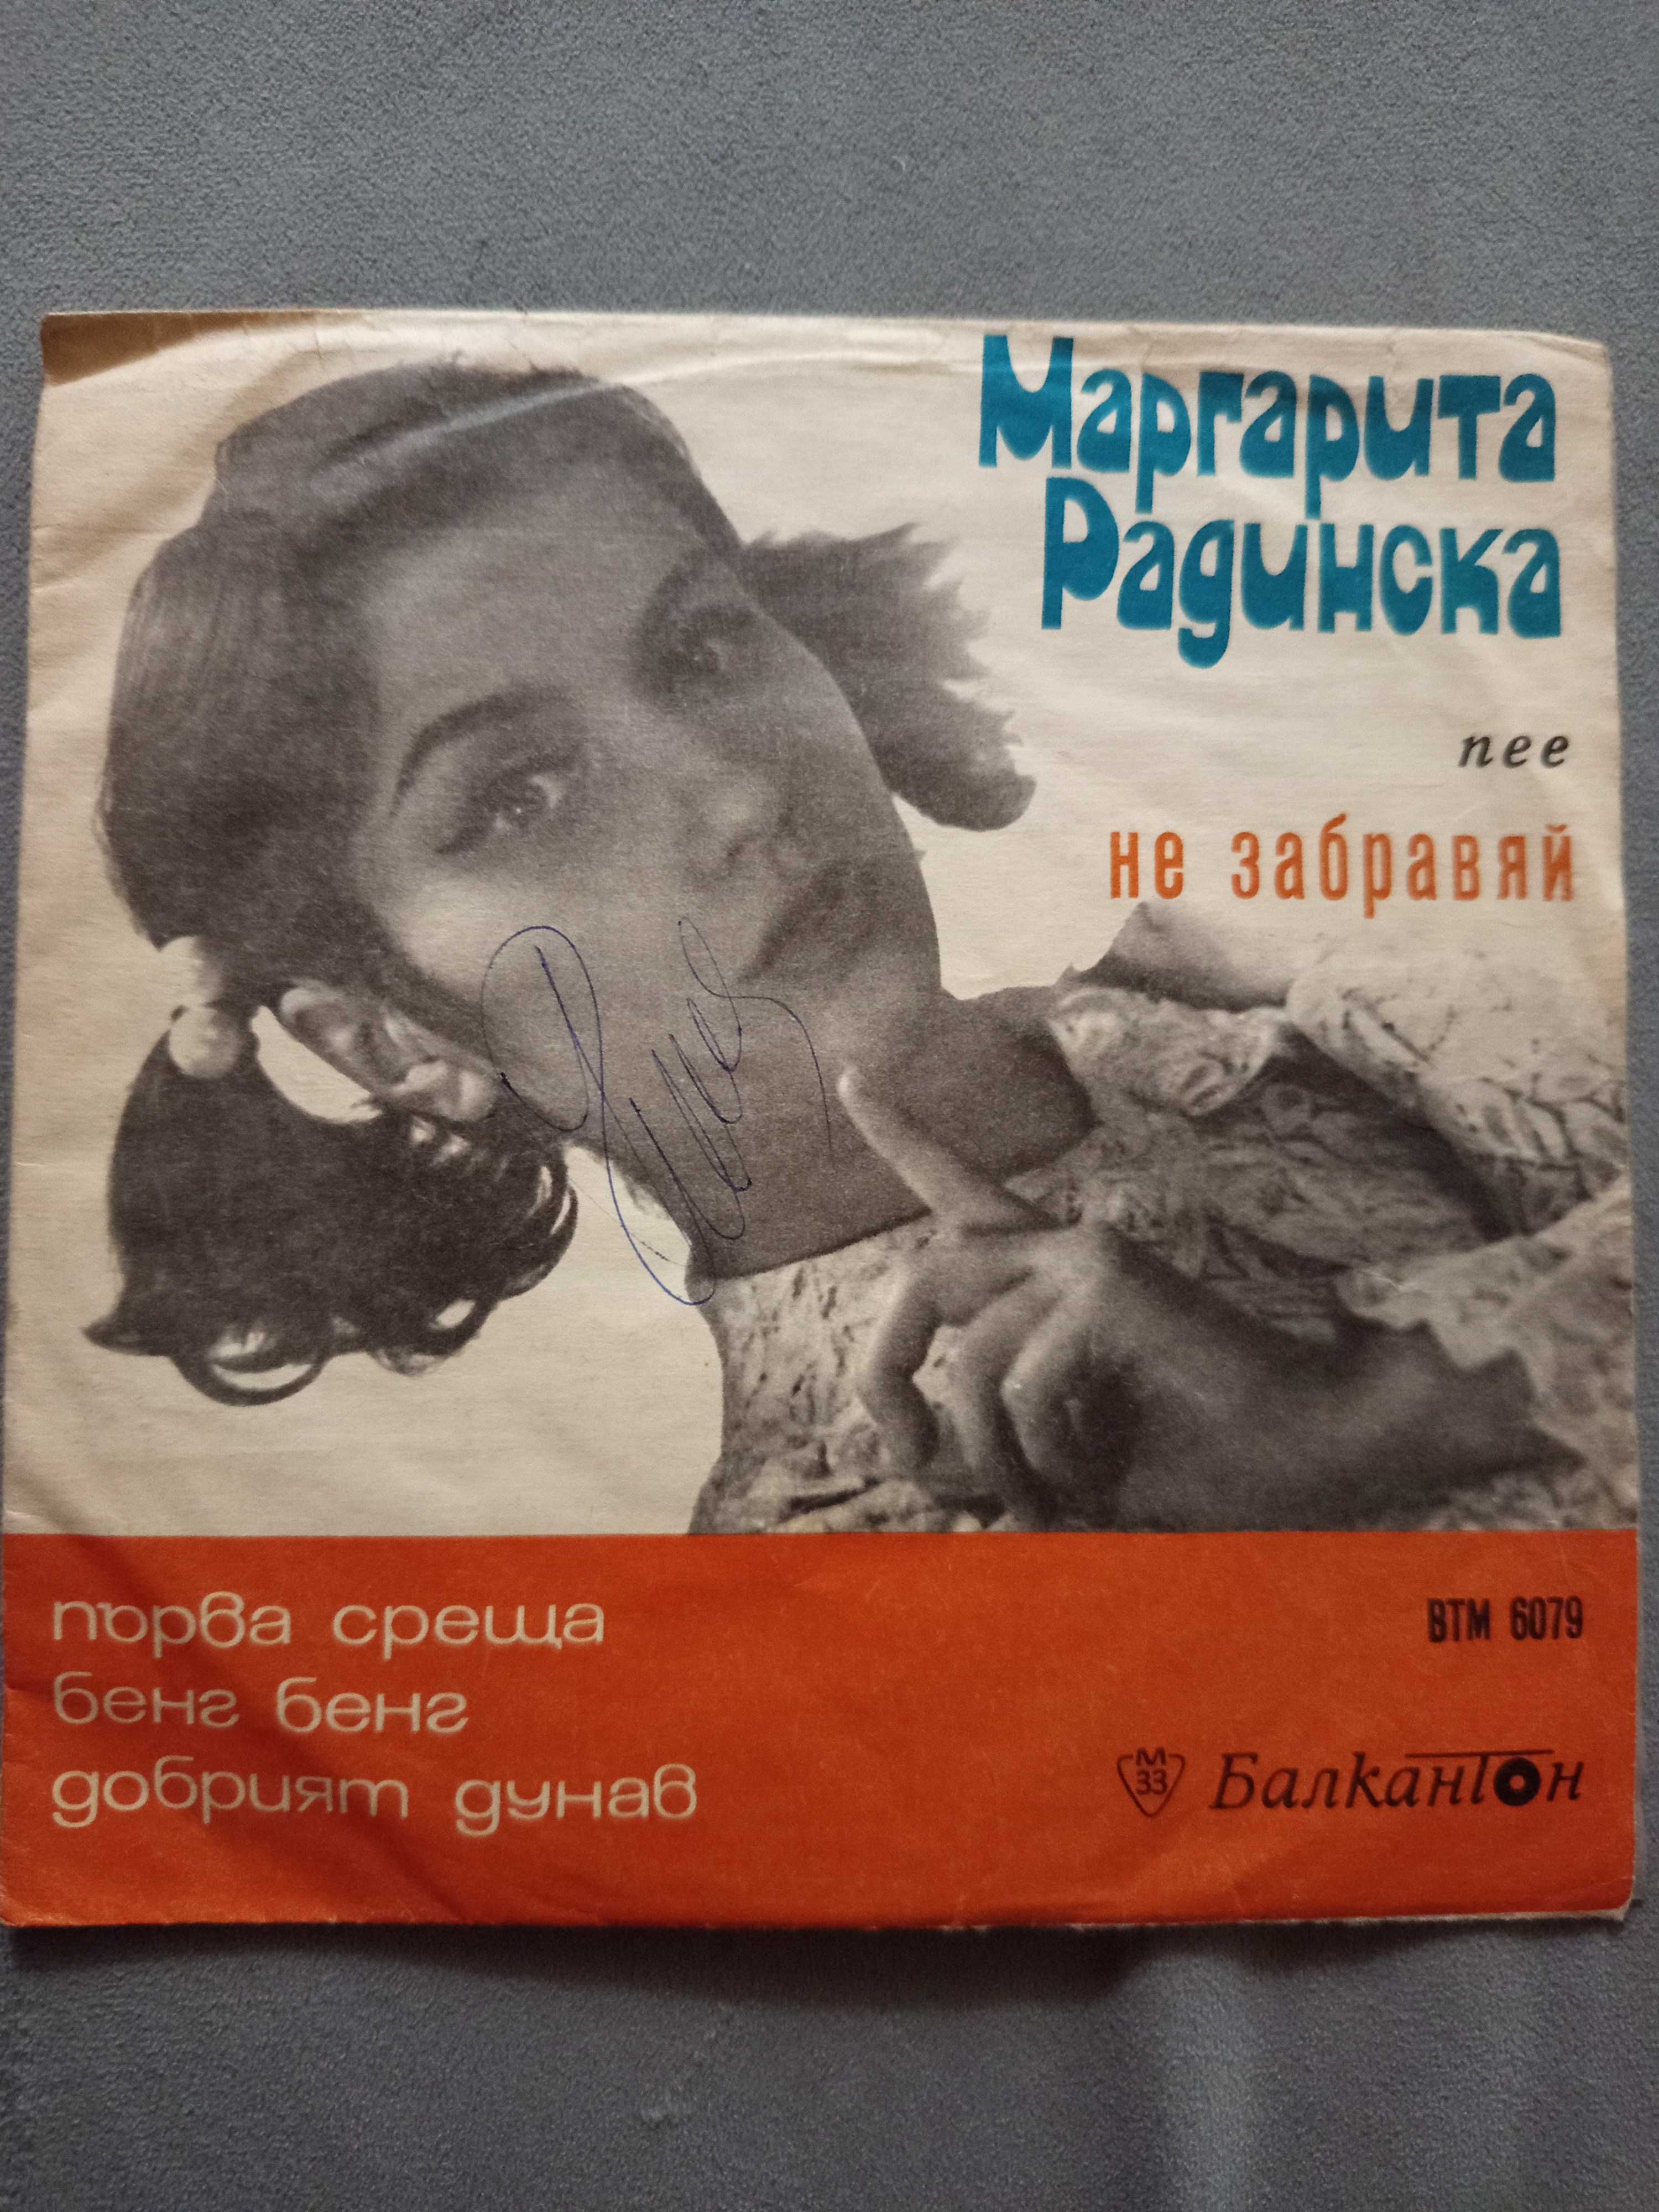 Маргарита
Радинска
пее
не забравяй
първа среща
бенг бенг
добрият дунав
ВТМ 6079
М
33
Балкантон